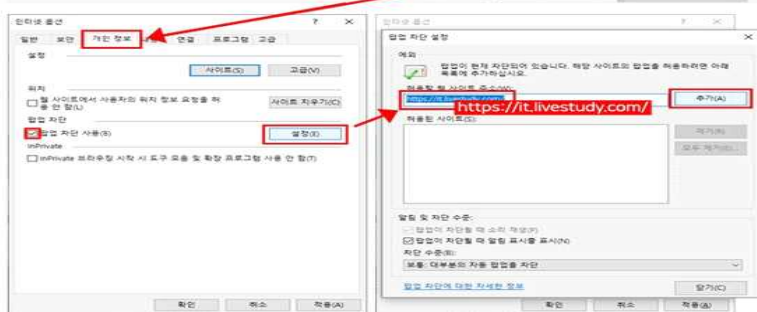 인터넷 옵션
일반 보안 개인 정보 연결 프로그램 고급
설정
사이트(S) 고급(V)
위치
웹 사이트에서 사용자의 위치 정보 요청을 허용 안 함(L)
사이트 지우기(C)
팝업 차단
팝업 차단 사용(B)
설정(E)
InPrivate
InPrivate 브라우징 시작 시 도구 모음 및 확장 프로그램 사용 안 함(T)
확인 취소 적용(A)
인터넷 옵션
팝업 차단 설정
예외
팝업이 현재 차단되어 있습니다. 해당 사이트의 팝업을 허용하려면 아래
목록에 추가하십시오.
허용할 웹 사이트 주소(W):
https://it.livestudy.com/
https://it.livestudy.com/
추가(A)
허용된 사이트(S):
제거(R)
모두 제거(E)...
알림 및 차단 수준:
팝업이 차단될 때 소리 재생(P)
팝업이 차단될 때 알림 표시줄 표시(N)
차단 수준(B):
보통: 대부분의 자동 팝업을 차단
팝업 차단에 대한 자세한 정보
닫기(C)
확인 취소 적용(A)